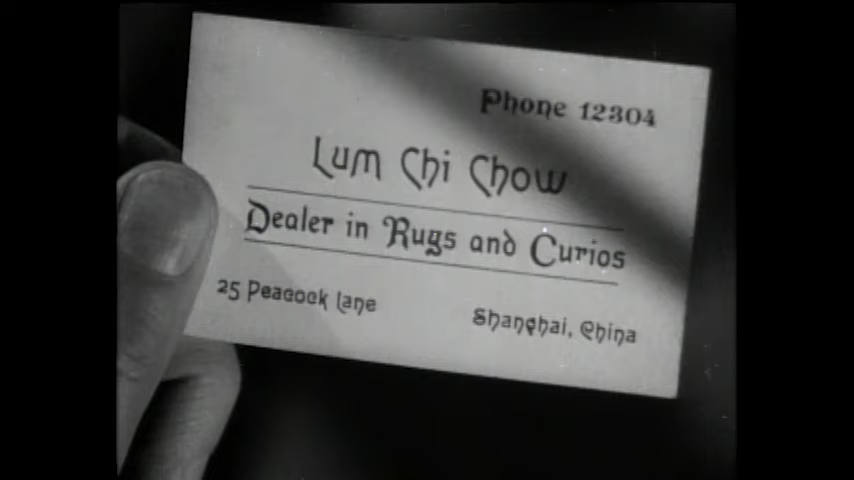 Phone 12304
Lum Chi Chow
Dealer in Rugs and Curios
25 Peacock Lane
Shanghai, China